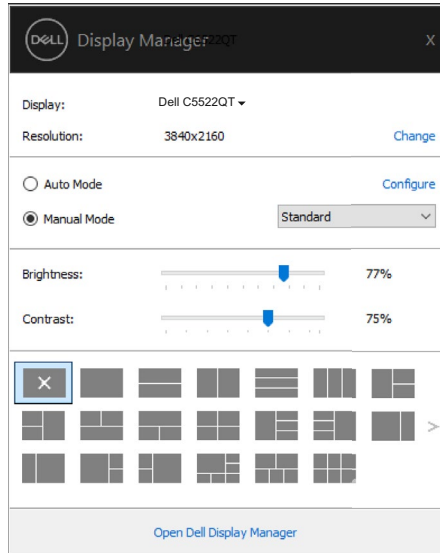 DELL Display Manager X
Display: Dell C5522QT
Resolution: 3840x2160 Change
Auto Mode Configure
Manual Mode Standard
Brightness: 77%
Contrast: 75%
Open Dell Display Manager